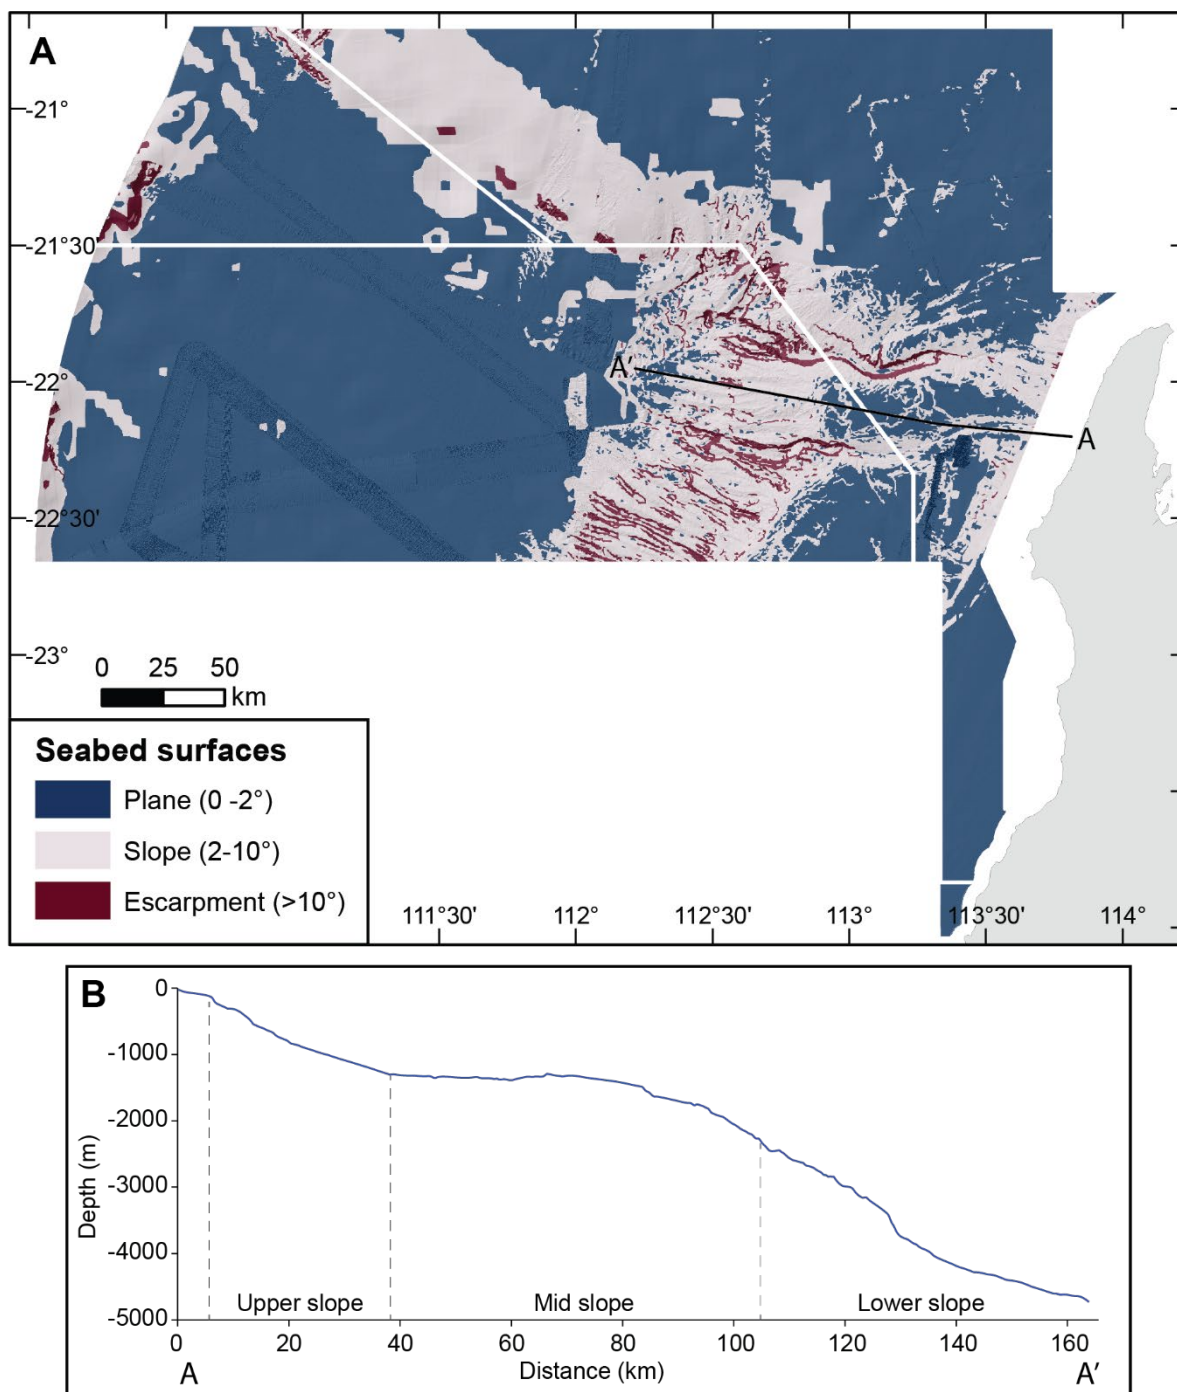 A
-21°
-21°30'
-22°
-22°30'
-23°
A'
A
0 25 50
km
Seabed surfaces
Plane (0 -2°)
Slope (2-10°)
Escarpment (>10°)
111°30' 112° 112°30' 113° 113°30' 114°
B
0
-1000
-2000
-3000
-4000
-5000
Depth (m)
Upper slope Mid slope Lower slope
0 20 40 60 80 100 120 140 160
A Distance (km) A'